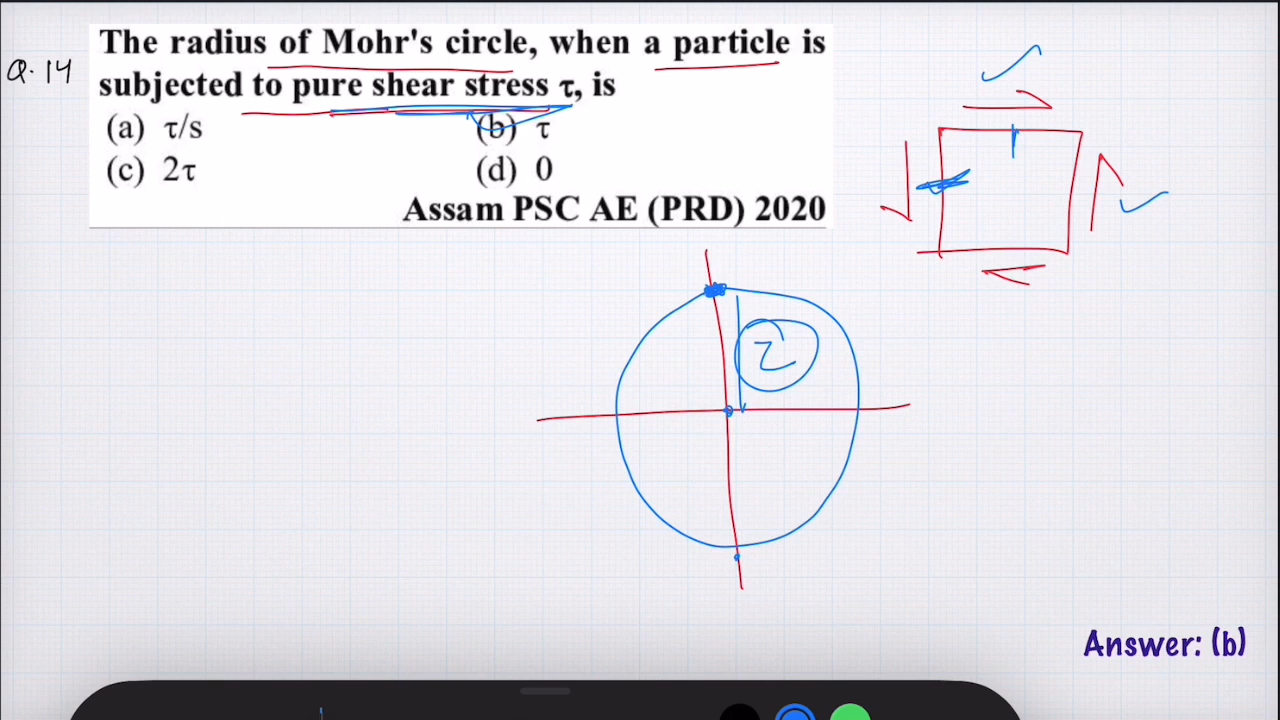 Q. 14
The radius of Mohr's circle, when a particle is
subjected to pure shear stress τ, is
(a) τ/s (b) τ
(c) 2τ (d) 0
Assam PSC AE (PRD) 2020
τ
Answer: (b)